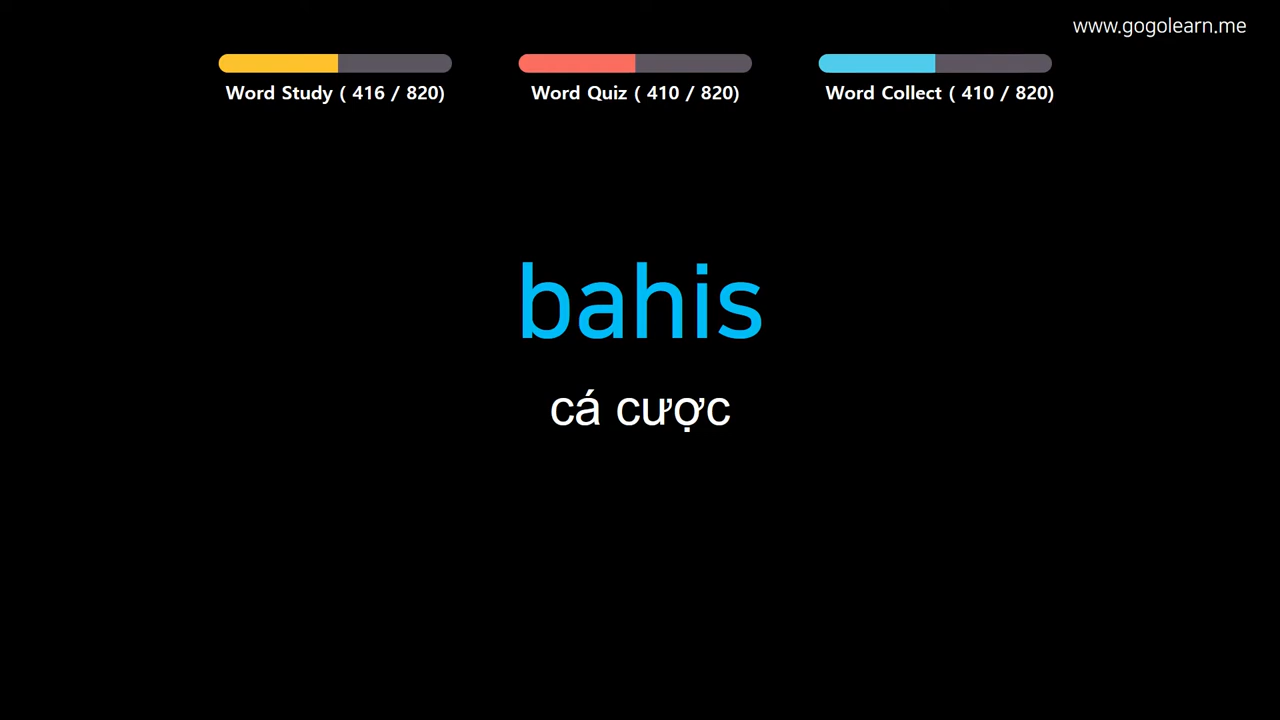 www.gogolearn.me
Word Study ( 416 / 820)
Word Quiz ( 410 / 820)
Word Collect ( 410 / 820)
bahis
cá cược